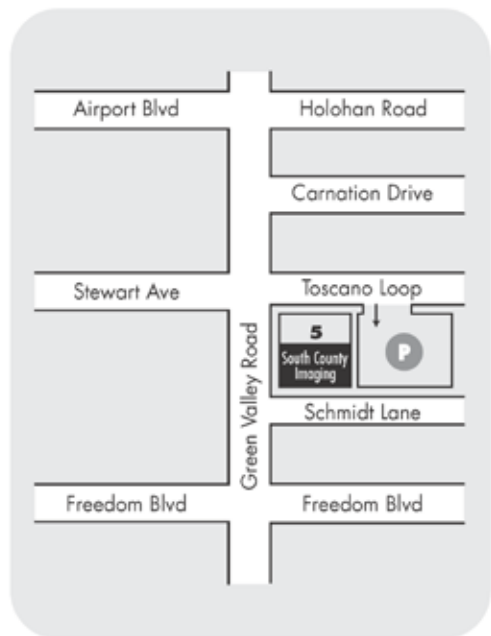 Airport Blvd
Holohan Road
Carnation Drive
Stewart Ave
Toscano Loop
5
South County
Imaging
P
Green Valley Road
Schmidt Lane
Freedom Blvd
Freedom Blvd